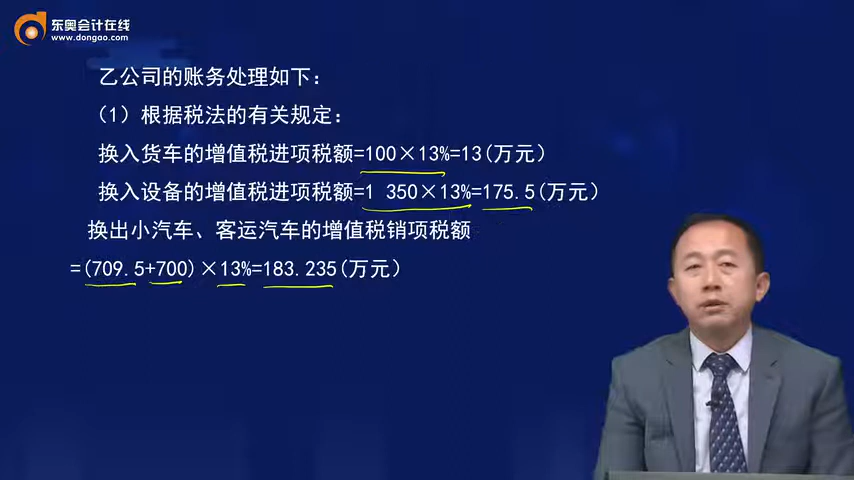 东奥会计在线
www.dongao.com
乙公司的账务处理如下：
（1）根据税法的有关规定：
换入货车的增值税进项税额=100×13%=13(万元）
换入设备的增值税进项税额=1 350×13%=175.5(万元）
换出小汽车、客运汽车的增值税销项税额
=(709.5+700)×13%=183.235(万元）